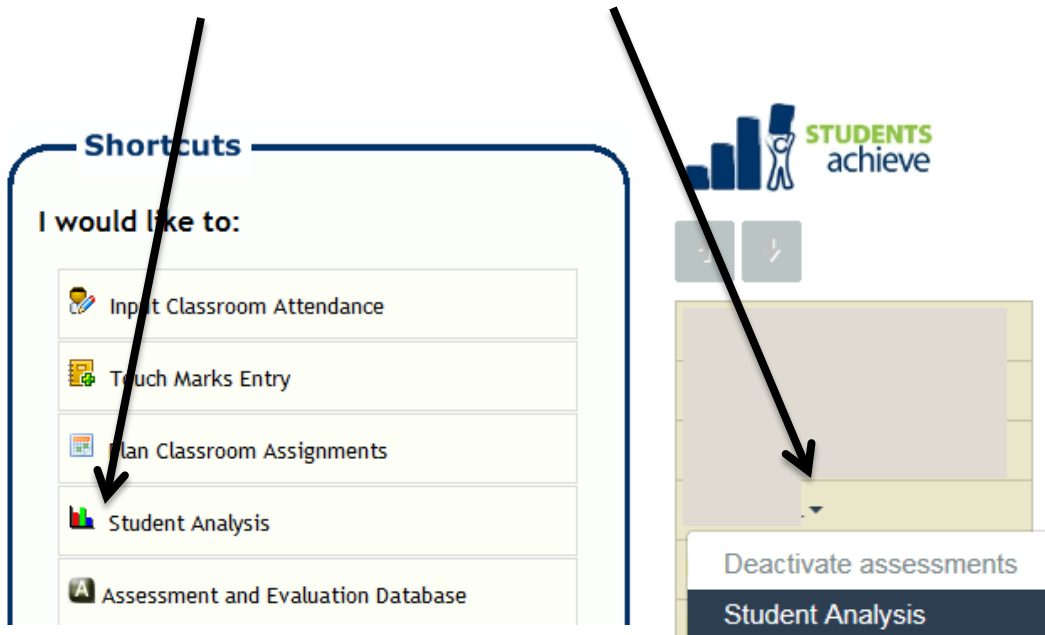 Shortcuts
I would like to:
Input Classroom Attendance
Touch Marks Entry
Plan Classroom Assignments
Student Analysis
A Assessment and Evaluation Database
STUDENTS
achieve
Deactivate assessments
Student Analysis